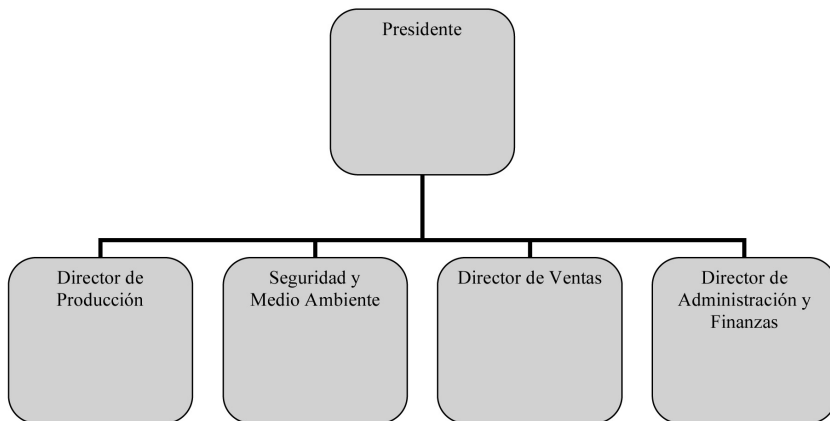 Presidente
Director de
Producción
Seguridad y
Medio Ambiente
Director de Ventas
Director de
Administración y
Finanzas